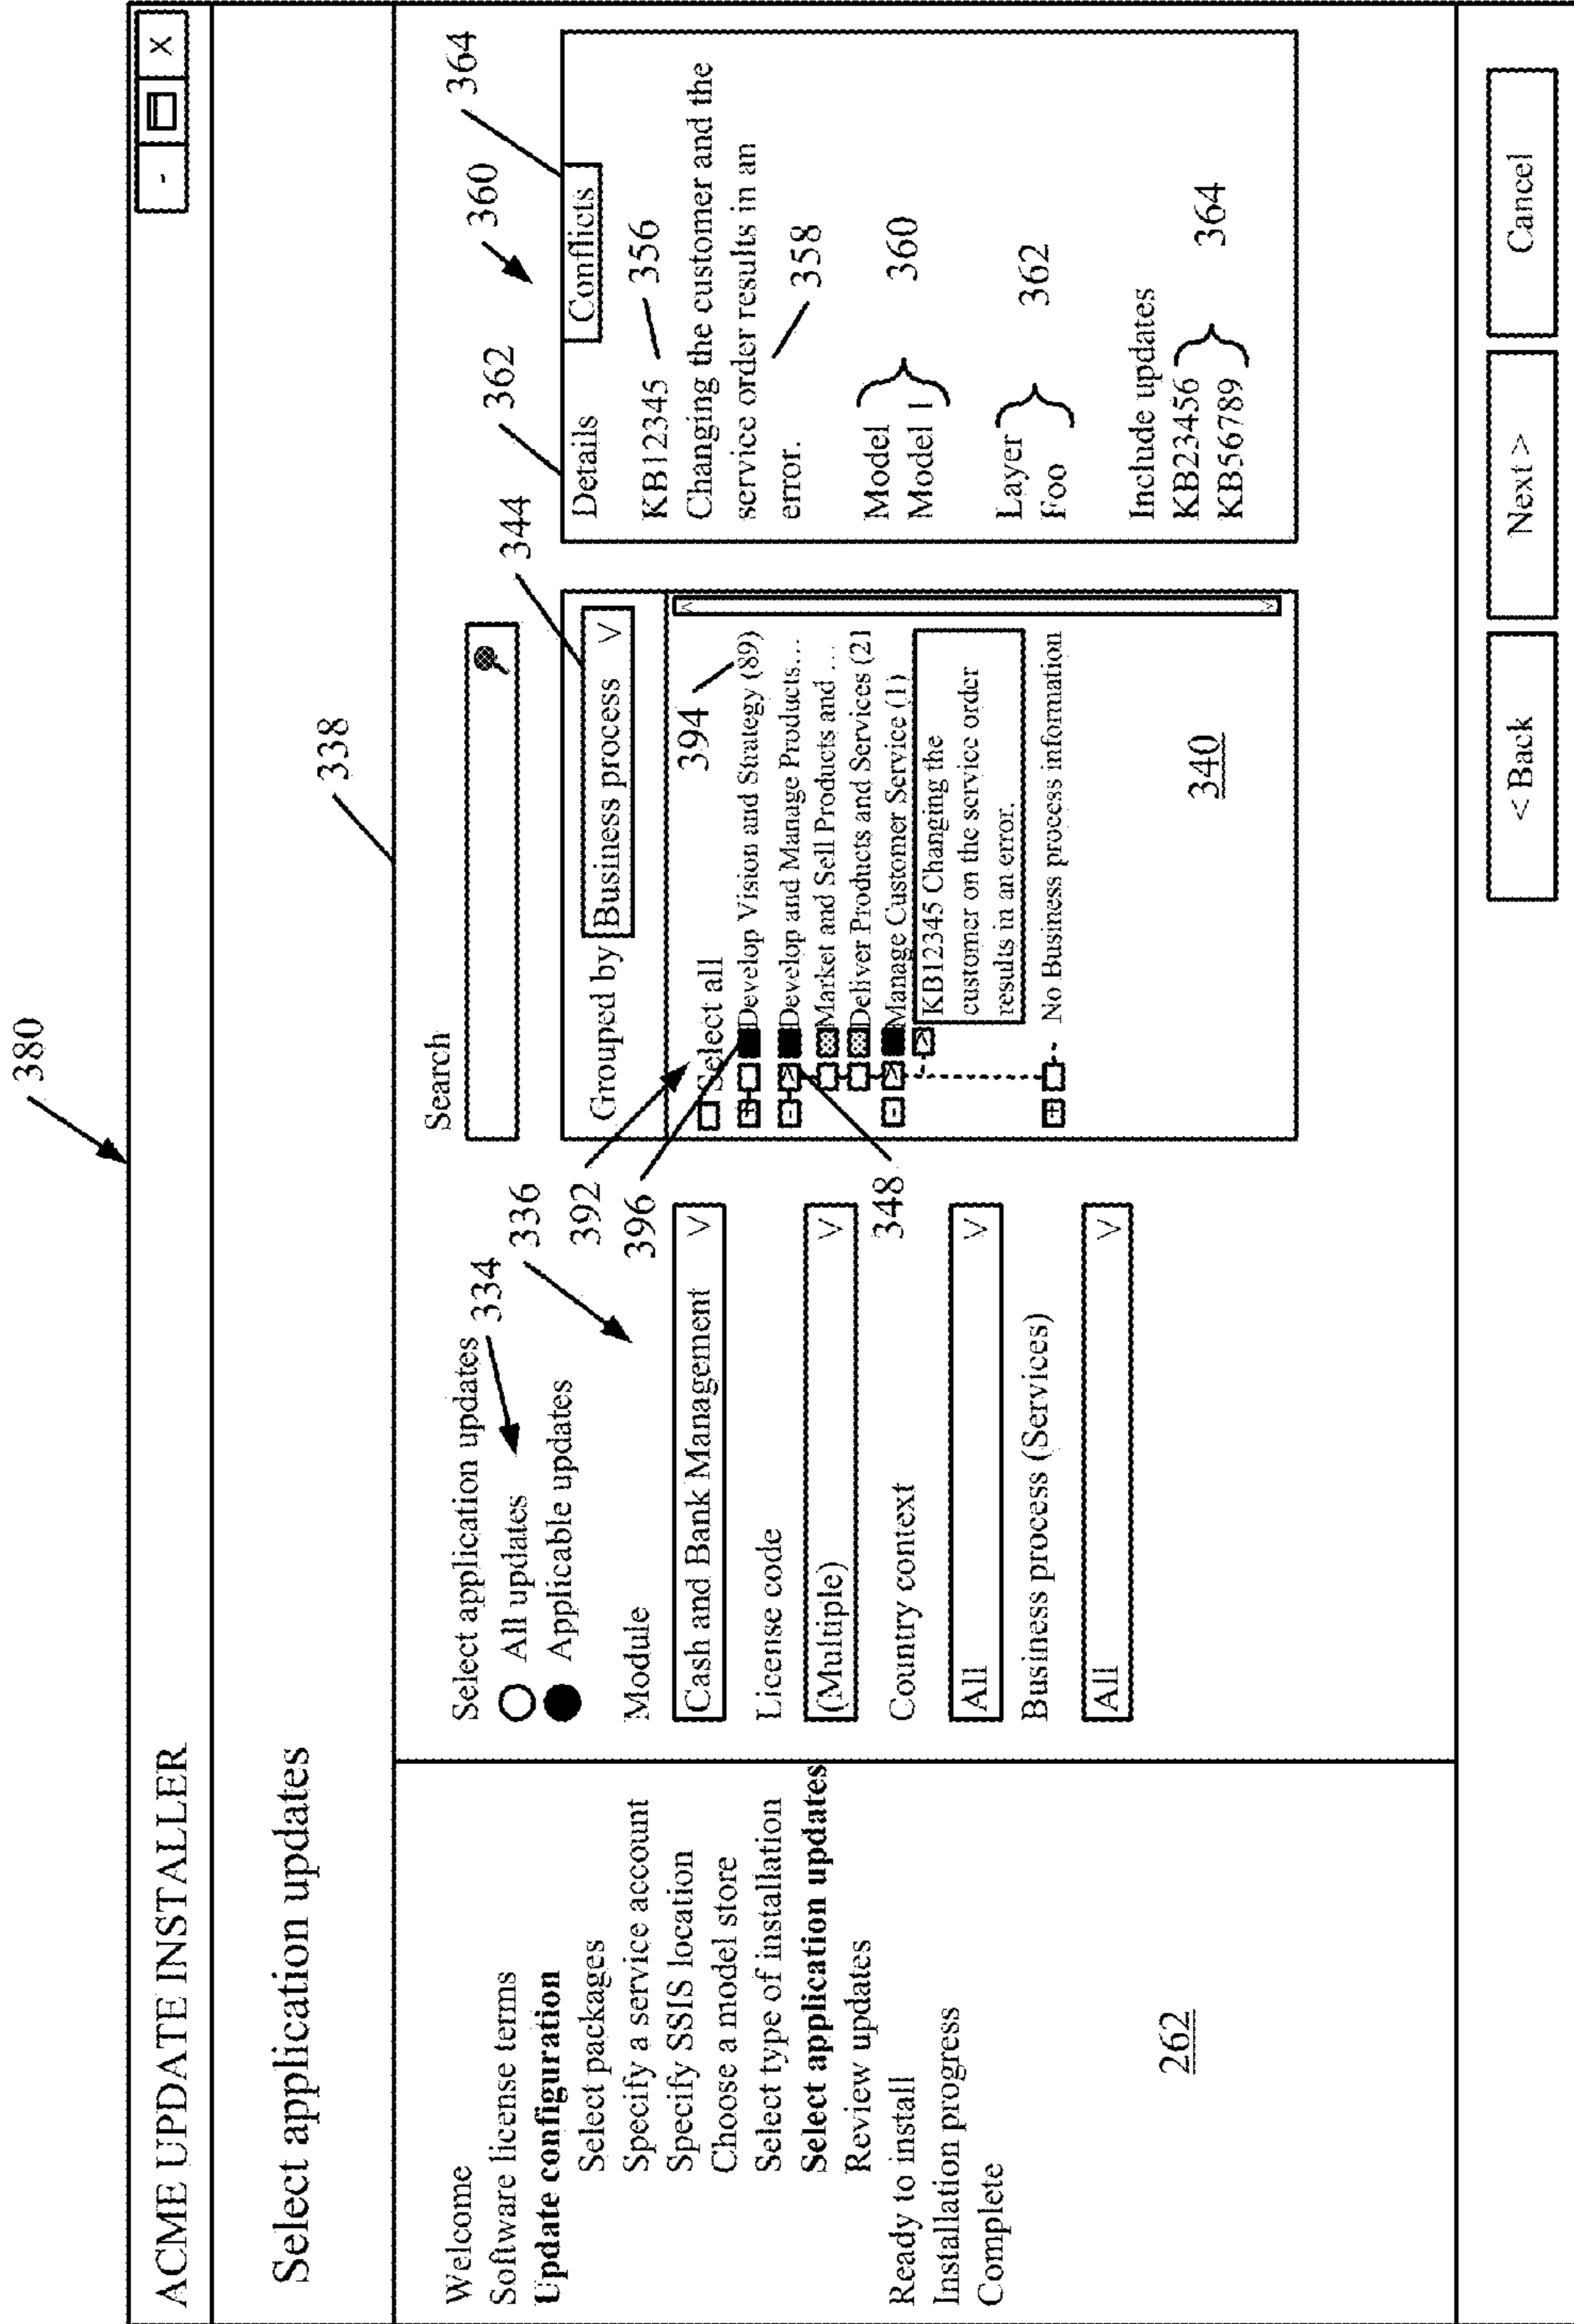 380
ACME UPDATE INSTALLER
- X
Select application updates
338
Welcome
Software license terms
Update configuration
Select packages
Specify a service account
Specify SSIS location
Choose a model store
Select type of installation
Select application updates
Review updates
Ready to install
Installation progress
Complete
262
Select application updates
334
All updates
Applicable updates
336
Module
Cash and Bank Management V
License code
(Multiple) V
Country context
All V
Business process (Services)
All V
392
396
348
Search
344
Grouped by Business process V
394
Select all
+ Develop Vision and Strategy (89)
- > Develop and Manage Products...
Market and Sell Products and ...
Deliver Products and Services (21
- > Manage Customer Service (1)
> KB12345 Changing the
customer on the service order
results in an error.
+ No Business process information
< >
340
362
360
364
Details Conflicts
KB12345 356
Changing the customer and the
service order results in an
error. 358
Model
Model 1
360
Layer
Foo
362
Include updates
KB23456
KB56789
364
< Back
Next >
Cancel